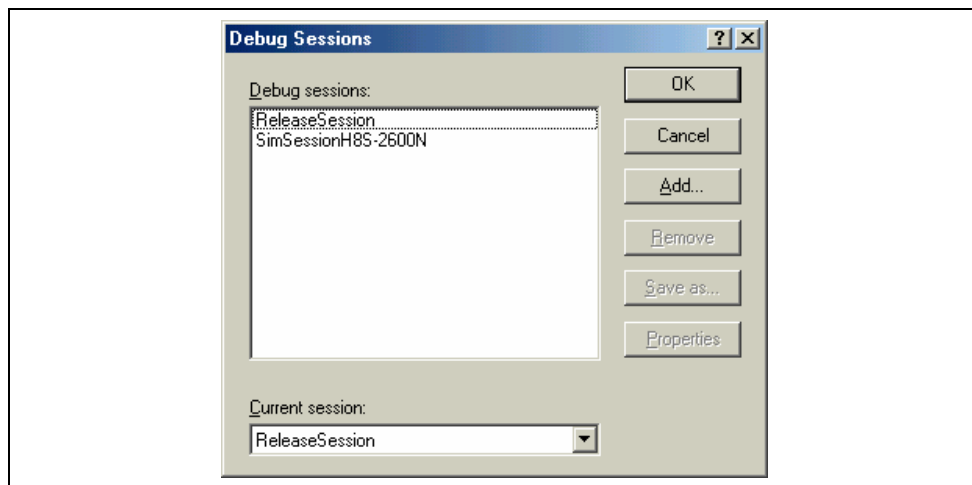 Debug Sessions
Debug sessions:
ReleaseSession
SimSessionH8S-2600N
OK
Cancel
Add...
Remove
Save as...
Properties
Current session:
ReleaseSession